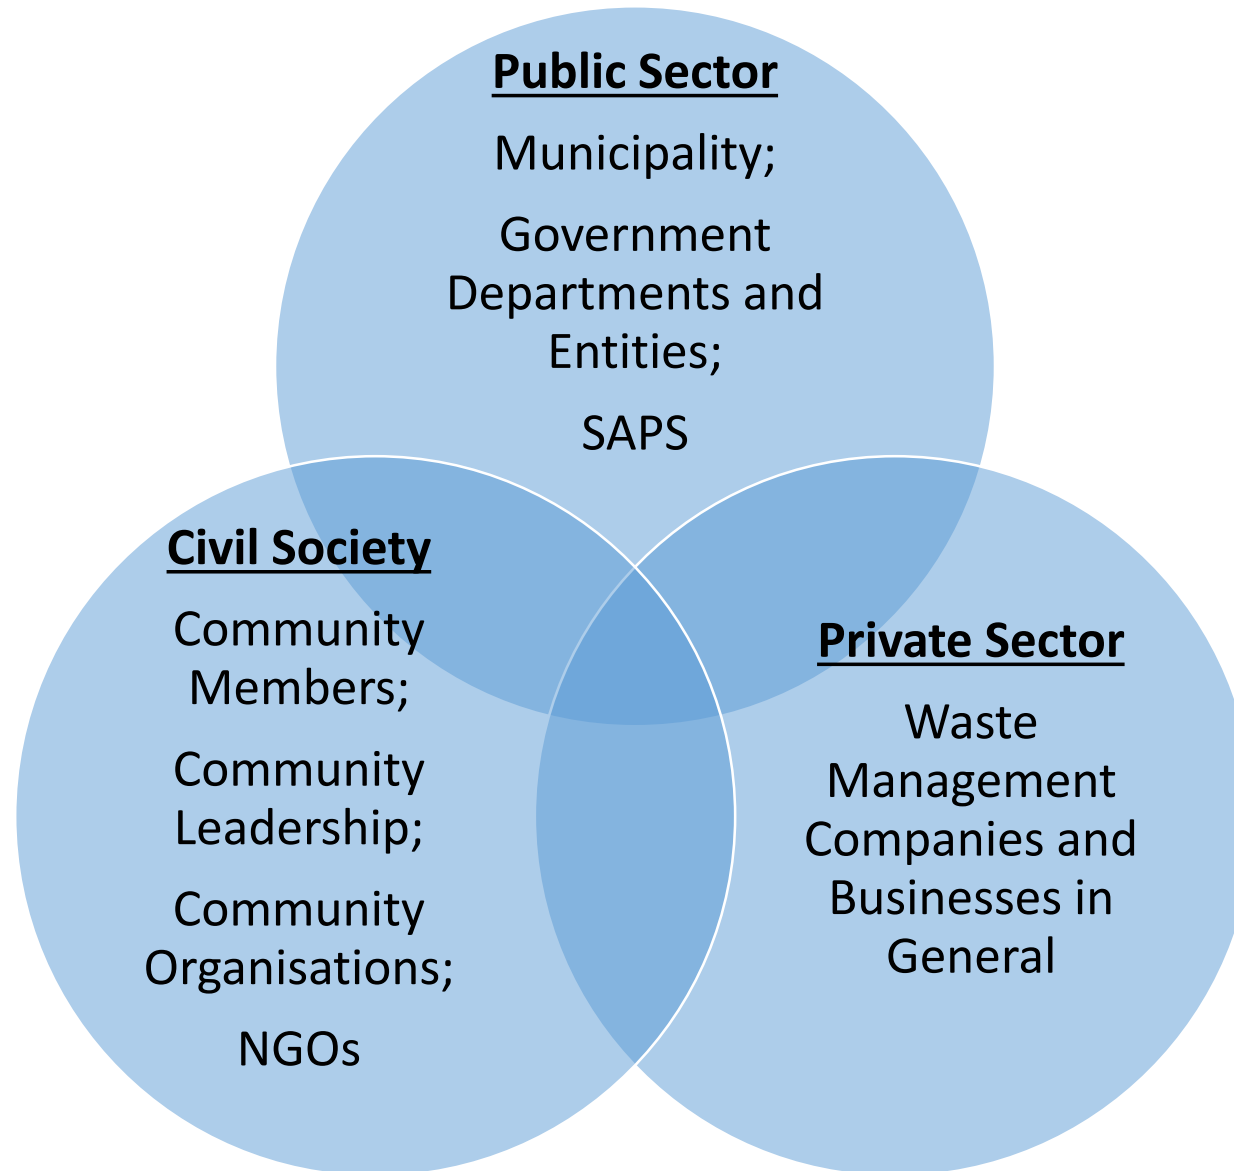 Public Sector
Municipality;
Government
Departments and
Entities;
SAPS
Civil Society
Community
Members;
Community
Leadership;
Community
Organisations;
NGOs
Private Sector
Waste
Management
Companies and
Businesses in
General